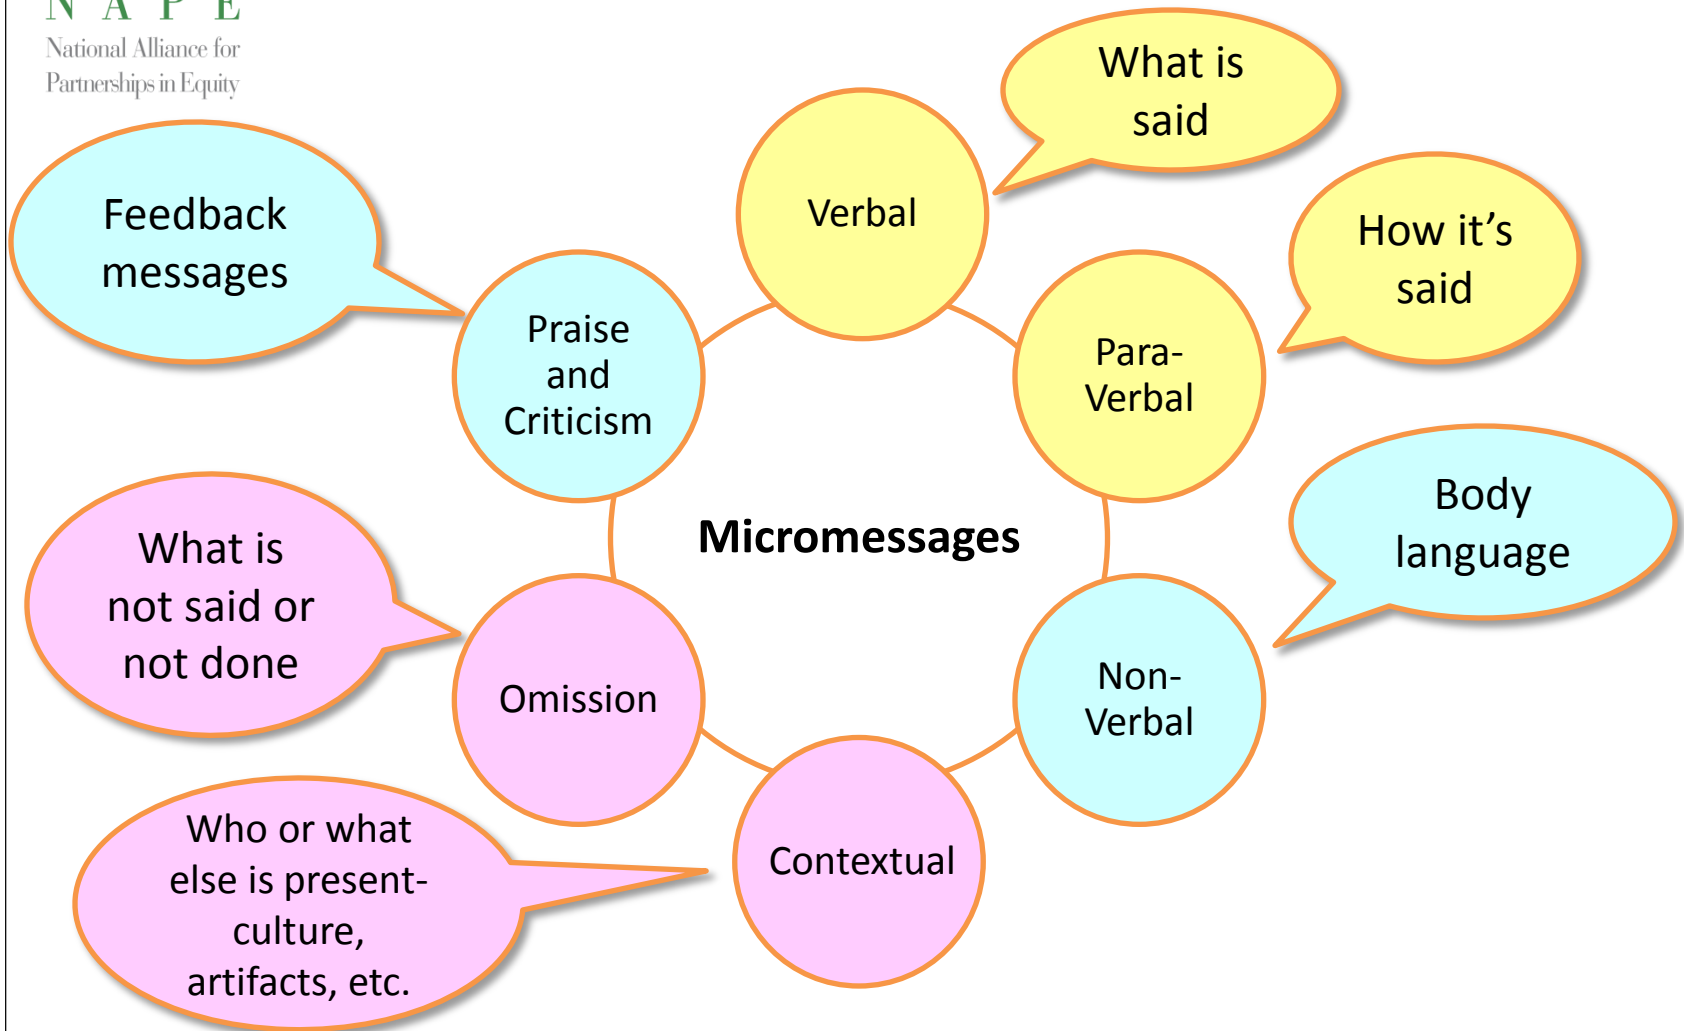 N A P E
National Alliance for
Partnerships in Equity
What is
said
Verbal
How it's
said
Para-
Verbal
Feedback
messages
Praise
and
Criticism
Body
language
Non-
Verbal
Micromessages
What is
not said or
not done
Omission
Who or what
else is present-
culture,
artifacts, etc.
Contextual